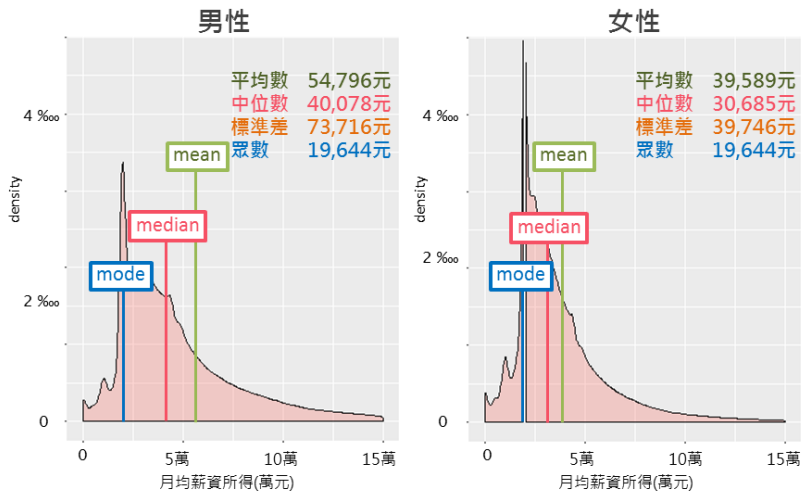 男性
4 ‱
2 ‱
0
density
平均數 54,796元
中位數 40,078元
標準差 73,716元
眾數 19,644元
mean
median
mode
0 5萬 10萬 15萬
月均薪資所得(萬元)
女性
4 ‱
2 ‱
0
density
平均數 39,589元
中位數 30,685元
標準差 39,746元
眾數 19,644元
mean
median
mode
0 5萬 10萬 15萬
月均薪資所得(萬元)